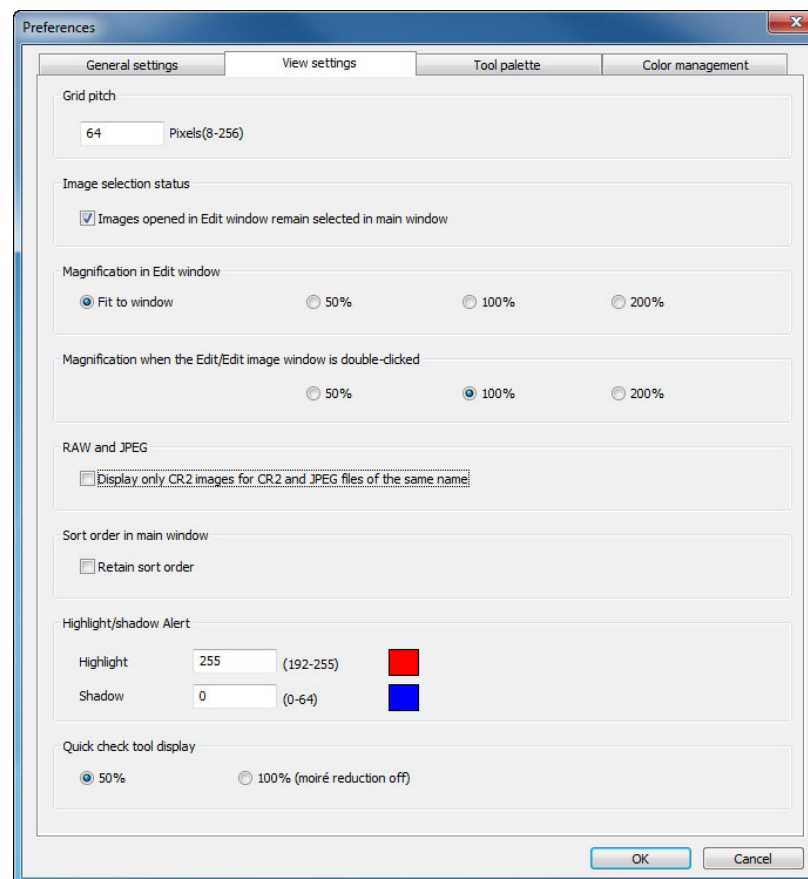 Preferences
General settings View settings Tool palette Color management
Grid pitch
64 Pixels(8-256)
Image selection status
Images opened in Edit window remain selected in main window
Magnification in Edit window
Fit to window 50% 100% 200%
Magnification when the Edit/Edit image window is double-clicked
50% 100% 200%
RAW and JPEG
Display only CR2 images for CR2 and JPEG files of the same name
Sort order in main window
Retain sort order
Highlight/shadow Alert
Highlight 255 (192-255)
Shadow 0 (0-64)
Quick check tool display
50% 100% (moiré reduction off)
OK Cancel